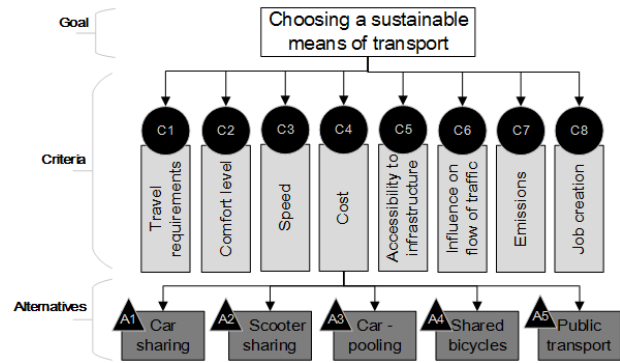 Goal
Choosing a sustainable
means of transport
Criteria
C1
C2
C3
C4
C5
C6
C7
C8
Travel
requirements
Comfort level
Speed
Cost
Accessibility to
infrastructure
Influence on
flow of traffic
Emissions
Job creation
Alternatives
A1
Car
sharing
A2
Scooter
sharing
A3
Car -
pooling
A4
Shared
bicycles
A5
Public
transport